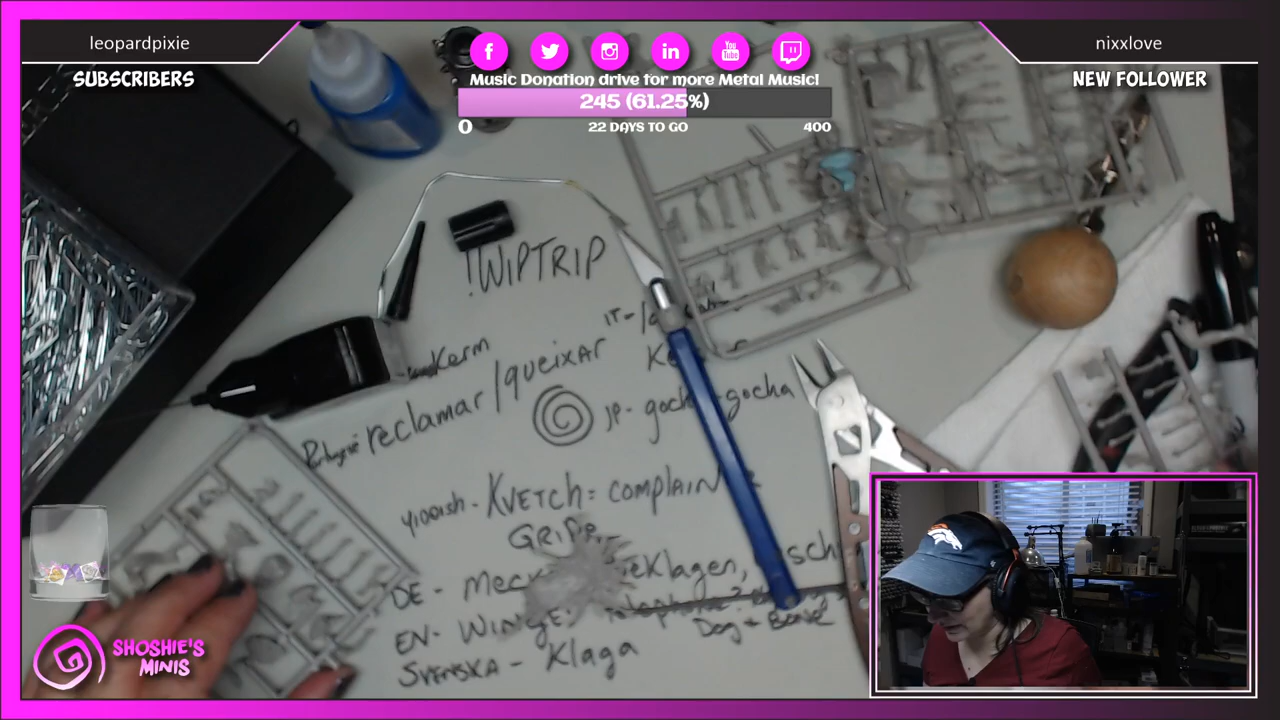 leopardpixie
SUBSCRIBERS
nixxlove
NEW FOLLOWER
Music Donation drive for more Metal Music!
245 (61.25%)
0
22 DAYS TO GO
400
!WIPTRIP
IT-
Kerm
reclamar/queixar
JP- gocha-gocha
YIDDISH- KVETCH = COMPLAIN
GRIPE
DE -
EN- WINGE:
Dog + BONE
SVENSKA - Klaga
SHOSHIE'S
MINIS